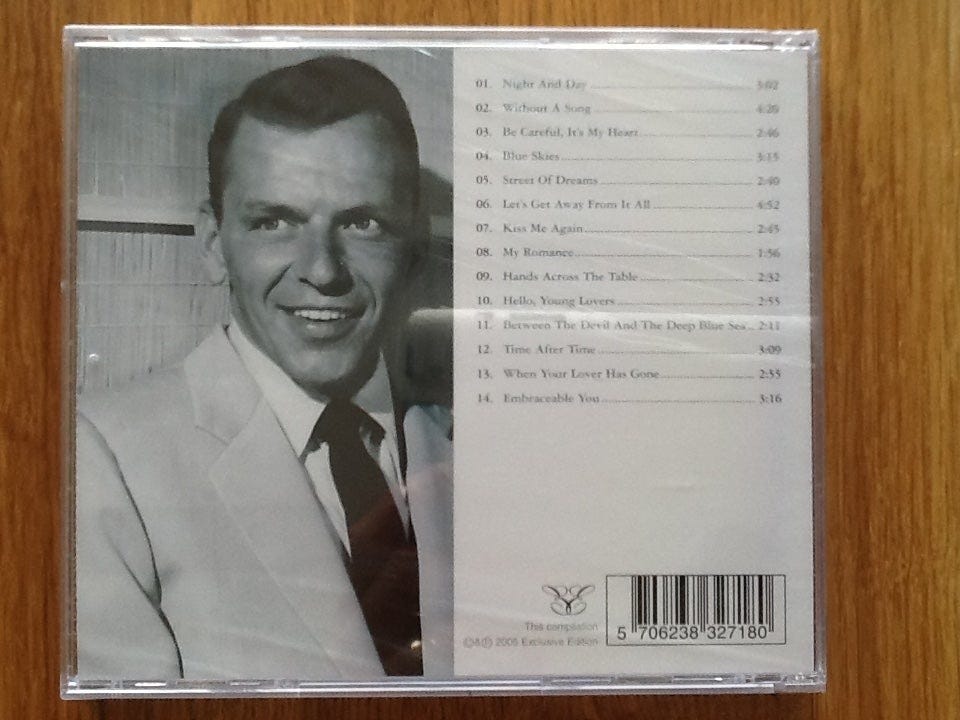 01. Night And Day 3:02
02. Without A Song 4:20
03. Be Careful, It's My Heart 2:46
04. Blue Skies 3:15
05. Street Of Dreams 2:40
06. Let's Get Away From It All 4:52
07. Kiss Me Again 2:45
08. My Romance 1:56
09. Hands Across The Table 2:32
10. Hello, Young Lovers 2:55
11. Between The Devil And The Deep Blue Sea 2:11
12. Time After Time 3:09
13. When Your Lover Has Gone 2:35
14. Embraceable You 3:16
This compilation
©&℗ 2005 Exclusive Edition
5 706238 327180